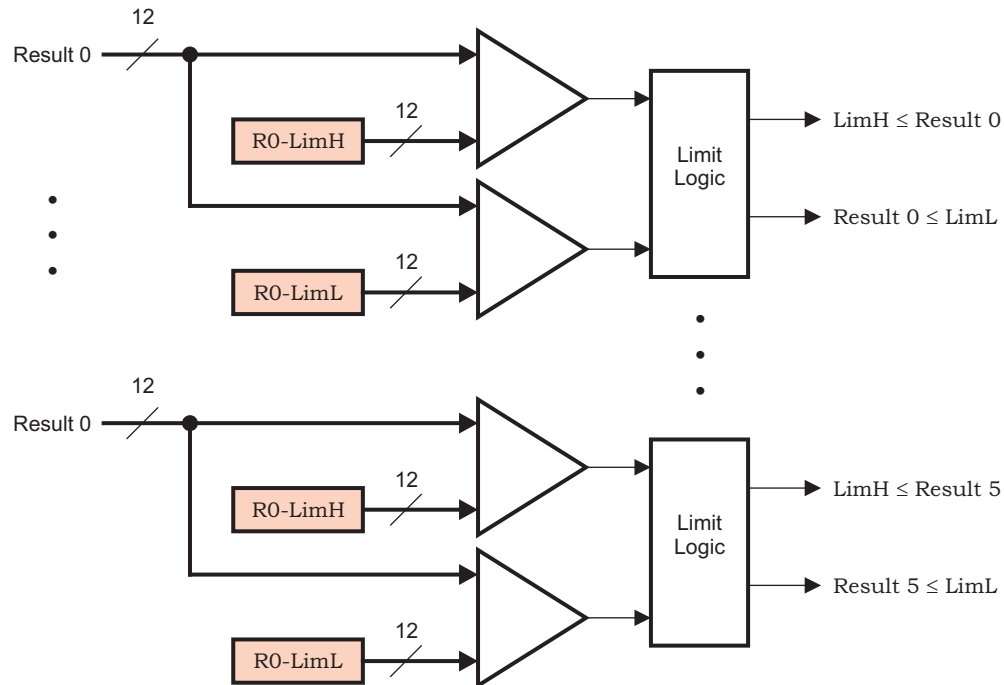 12
Result 0
12
R0-LimH
12
R0-LimL
Limit
Logic
LimH ≤ Result 0
Result 0 ≤ LimL
12
Result 0
12
R0-LimH
12
R0-LimL
Limit
Logic
LimH ≤ Result 5
Result 5 ≤ LimL